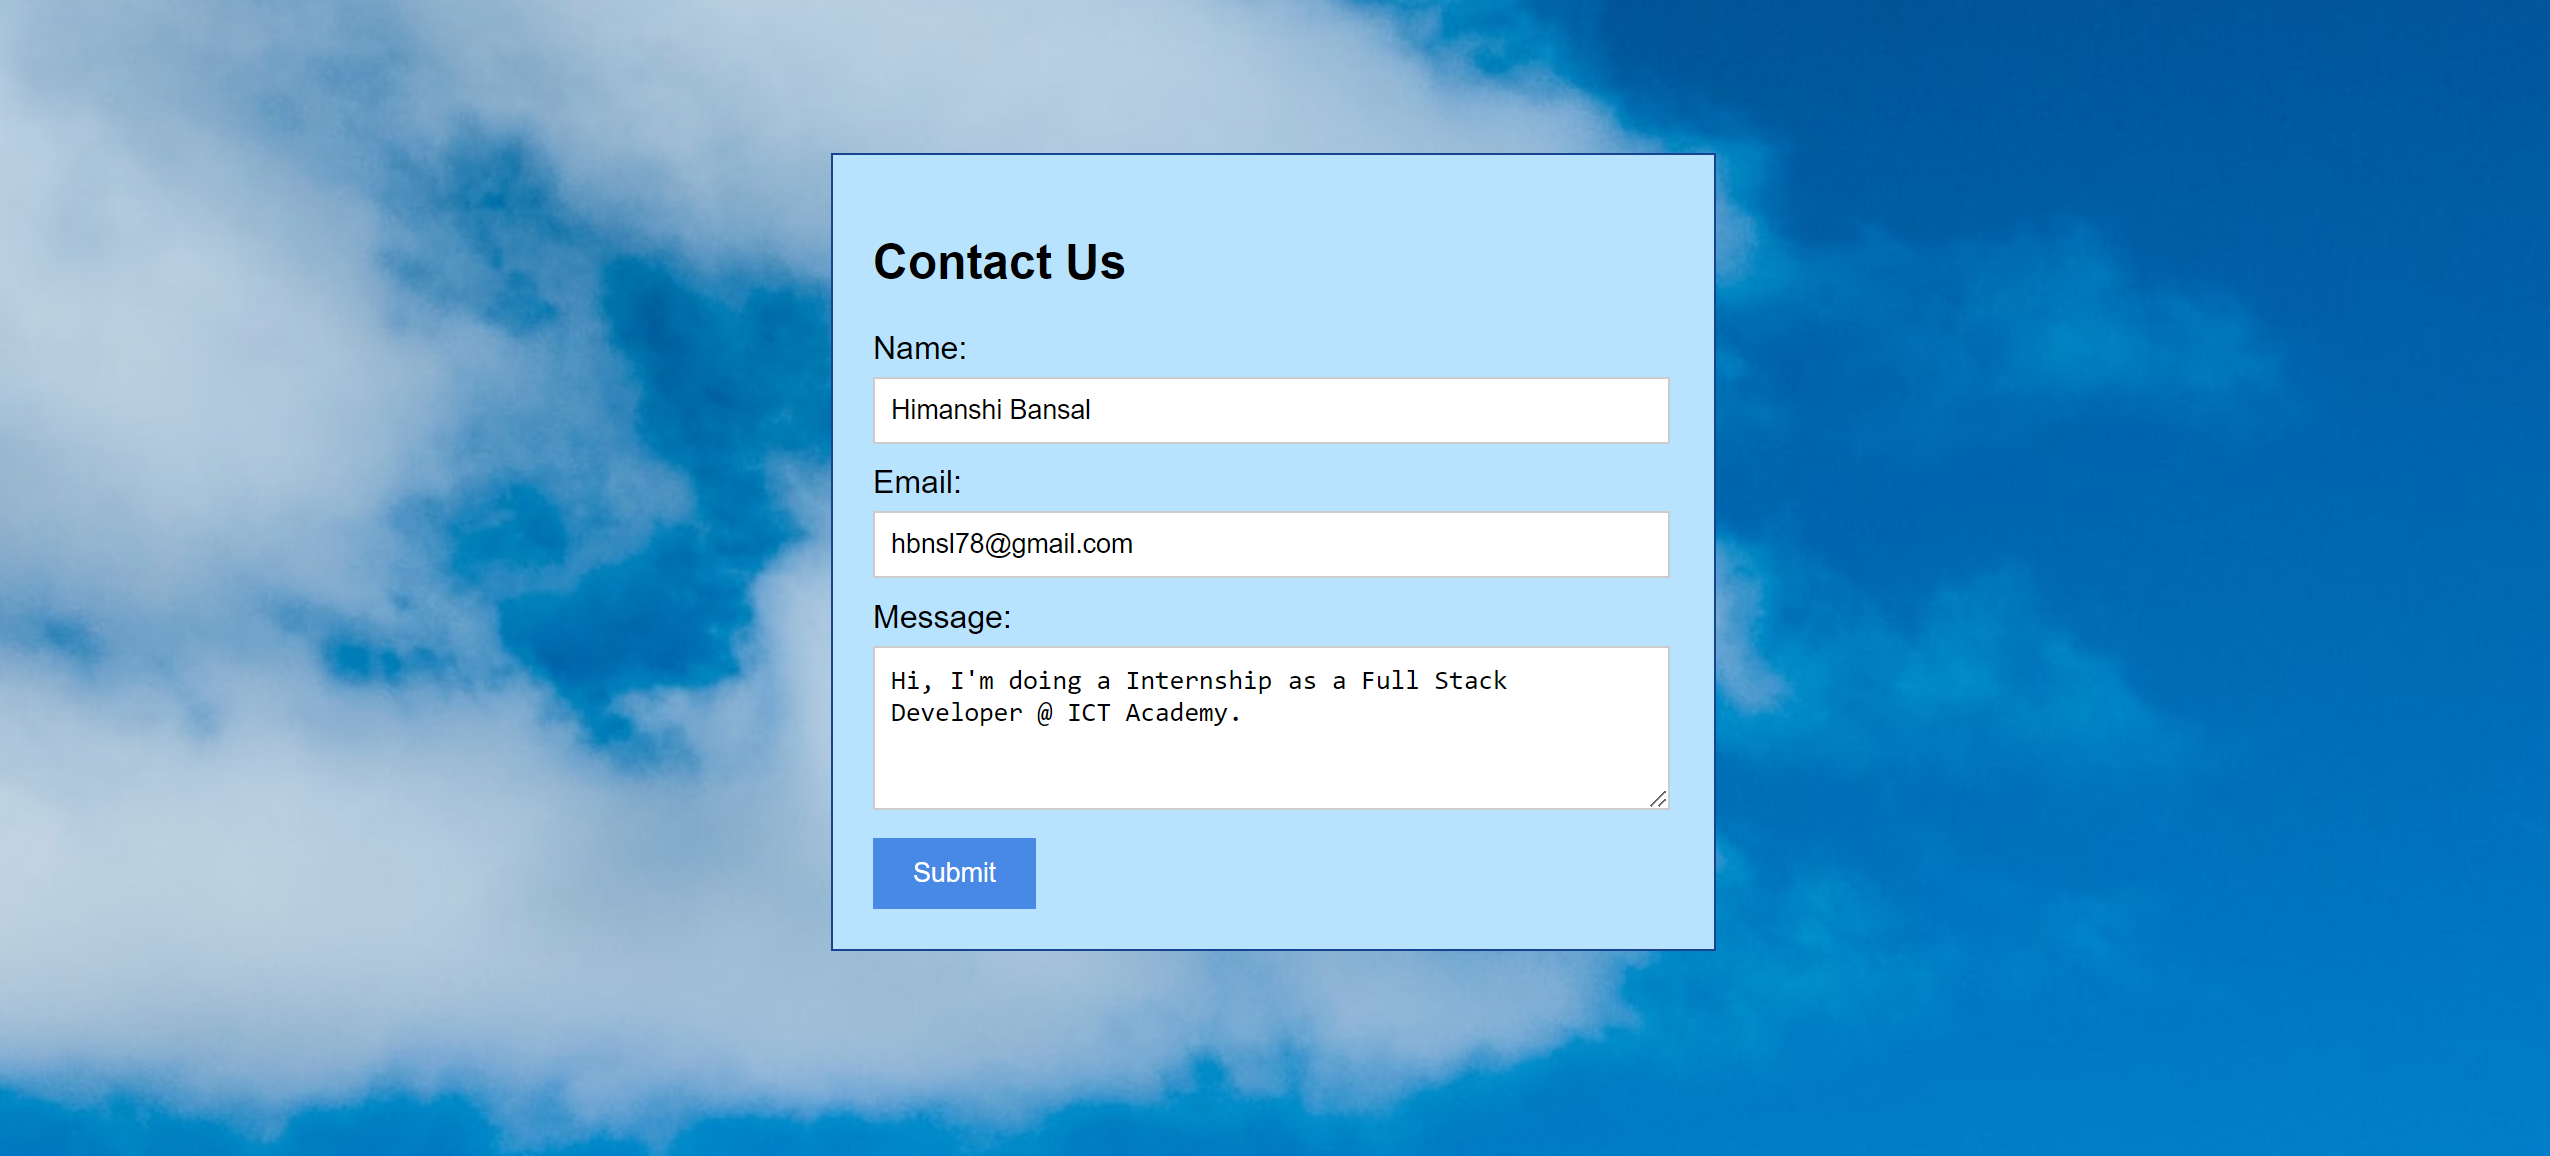 Contact Us
Name:
Himanshi Bansal
Email:
hbnsl78@gmail.com
Message:
Hi, I'm doing a Internship as a Full Stack
Developer @ ICT Academy.
Submit